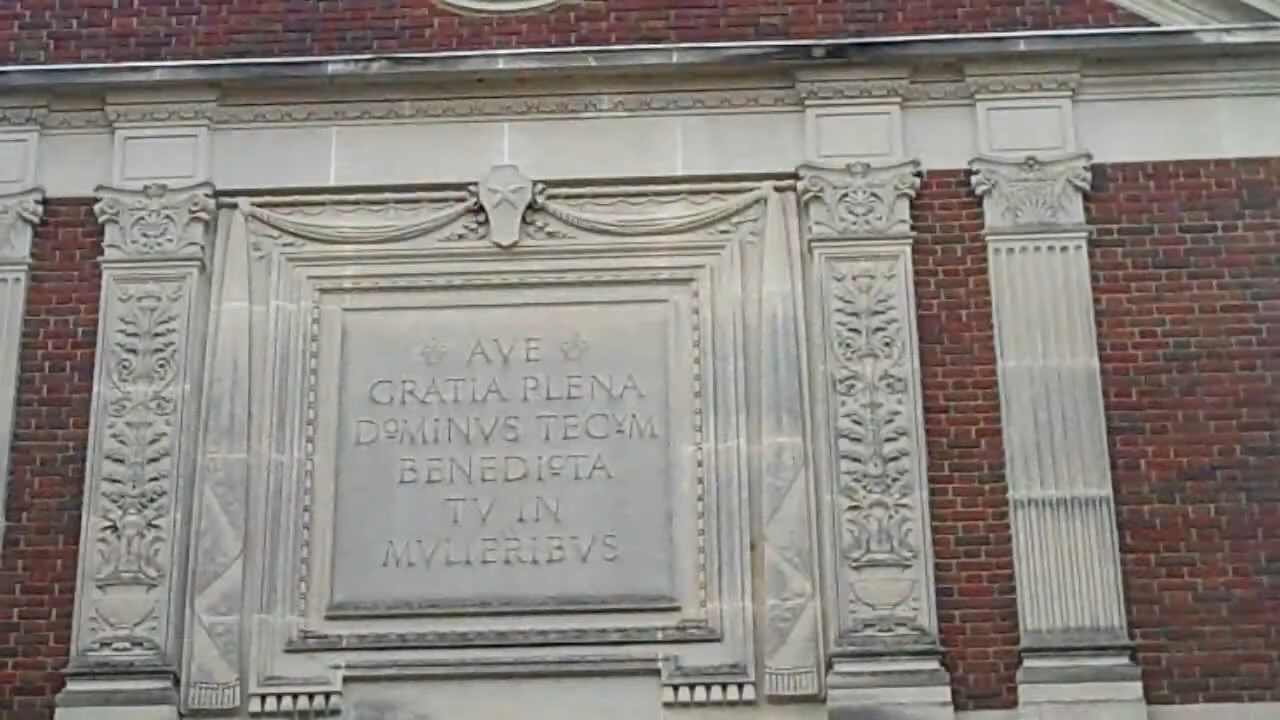 AVE
GRATIA PLENA
DOMINVS TECVM
BENEDICTA
TV IN
MVLIERIBVS